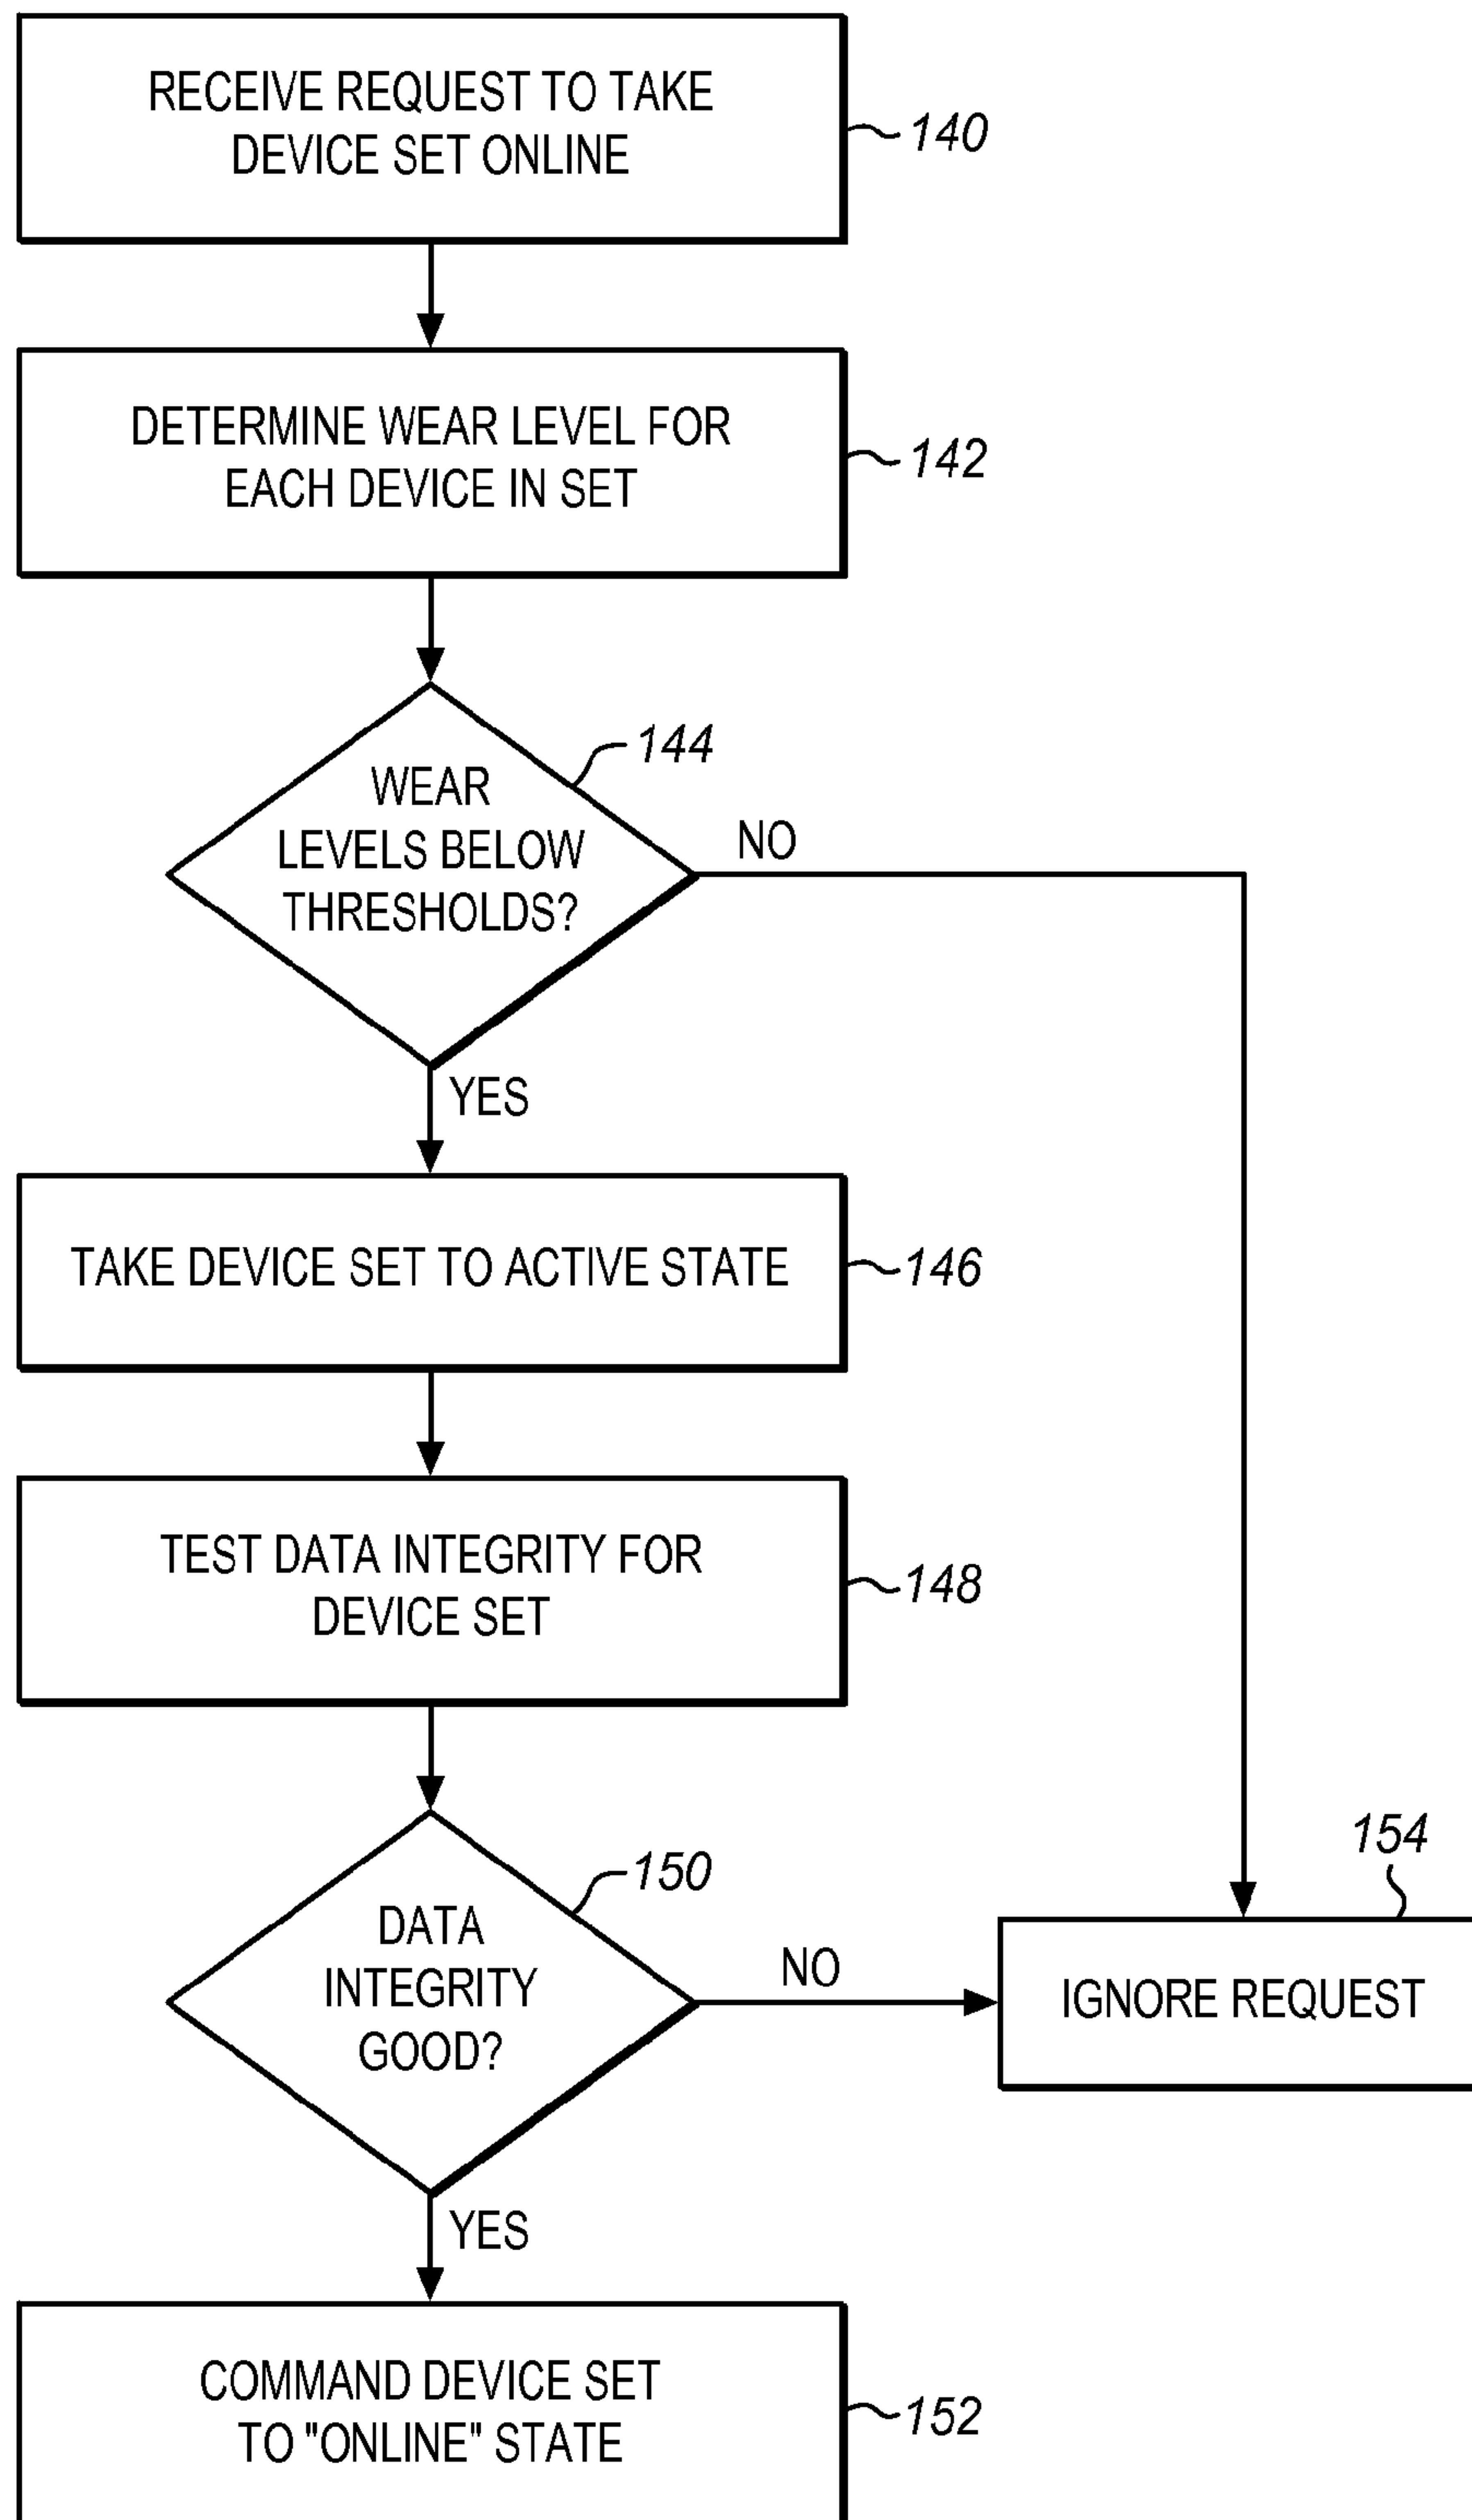 RECEIVE REQUEST TO TAKE
DEVICE SET ONLINE
140
DETERMINE WEAR LEVEL FOR
EACH DEVICE IN SET
142
144
WEAR
LEVELS BELOW
THRESHOLDS?
NO
YES
TAKE DEVICE SET TO ACTIVE STATE
146
TEST DATA INTEGRITY FOR
DEVICE SET
148
150
DATA
INTEGRITY
GOOD?
NO
154
IGNORE REQUEST
YES
COMMAND DEVICE SET
TO "ONLINE" STATE
152